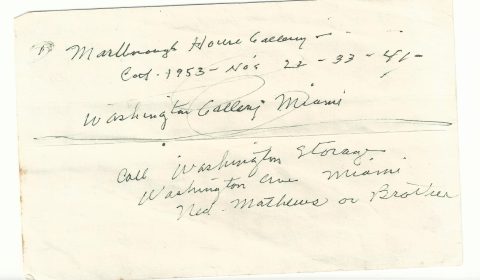 Marlborough House Gallery -
Cat. 1953 - No's 22 - 33 - 41 -
Washington Gallery Miami
Call Washington Storage
Washington Ave Miami
Ned. Mathews or Brother